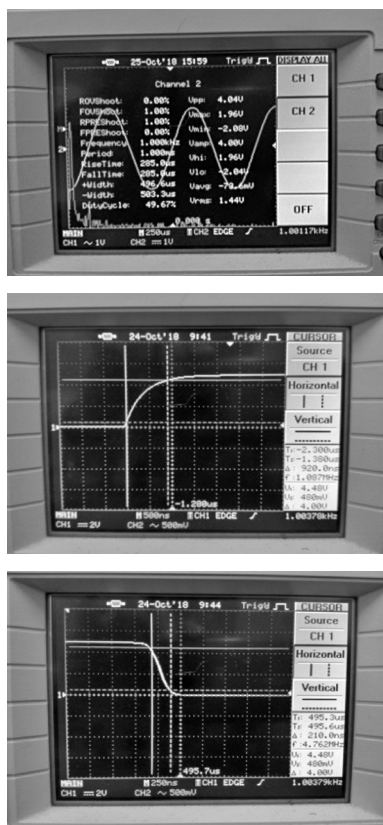 25-Oct'18 15:59 TrigW
DISPLAY ALL
CH 1
CH 2
OFF
Channel 2
ROVShoot: 0.00% Vpp: 4.04V
FOVShoot: 1.00% Vmax: 1.96V
RPREShoot: 1.00% Vmin: -2.08V
FPREShoot: 0.00% Vamp: 4.00V
Frequency: 1.000kHz Vhi: 1.96V
Period: 1.000ms Vlo: -2.04V
RiseTime: 285.0us
FallTime: 285.0us Vrms: 1.44V
+Width: 496.6us
-Width: 503.3us
DutyCycle: 49.67%
0.000 s
MAIN M 250us CH2 EDGE 1.00117kHz
CH1 ~ 1V CH2 1V
24-Oct'18 9:41 TrigW
CURSOR
Source
CH 1
Horizontal
Vertical
T1:-2.300us
T2:-1.380us
Δ: 920.0ns
f:1.087MHz
V1: 4.48V
V2: 480mV
Δ: 4.00V
-1.280us
MAIN M 500ns CH1 EDGE 1.00378kHz
CH1 2V CH2 ~ 500mV
24-Oct'18 9:44 TrigW
CURSOR
Source
CH 1
Horizontal
Vertical
T1: 495.3us
T2: 495.6us
Δ: 210.0ns
f:4.762MHz
V1: 4.48V
V2: 480mV
Δ: 4.00V
495.7us
MAIN M 250ns CH1 EDGE 1.00379kHz
CH1 2V CH2 ~ 500mV